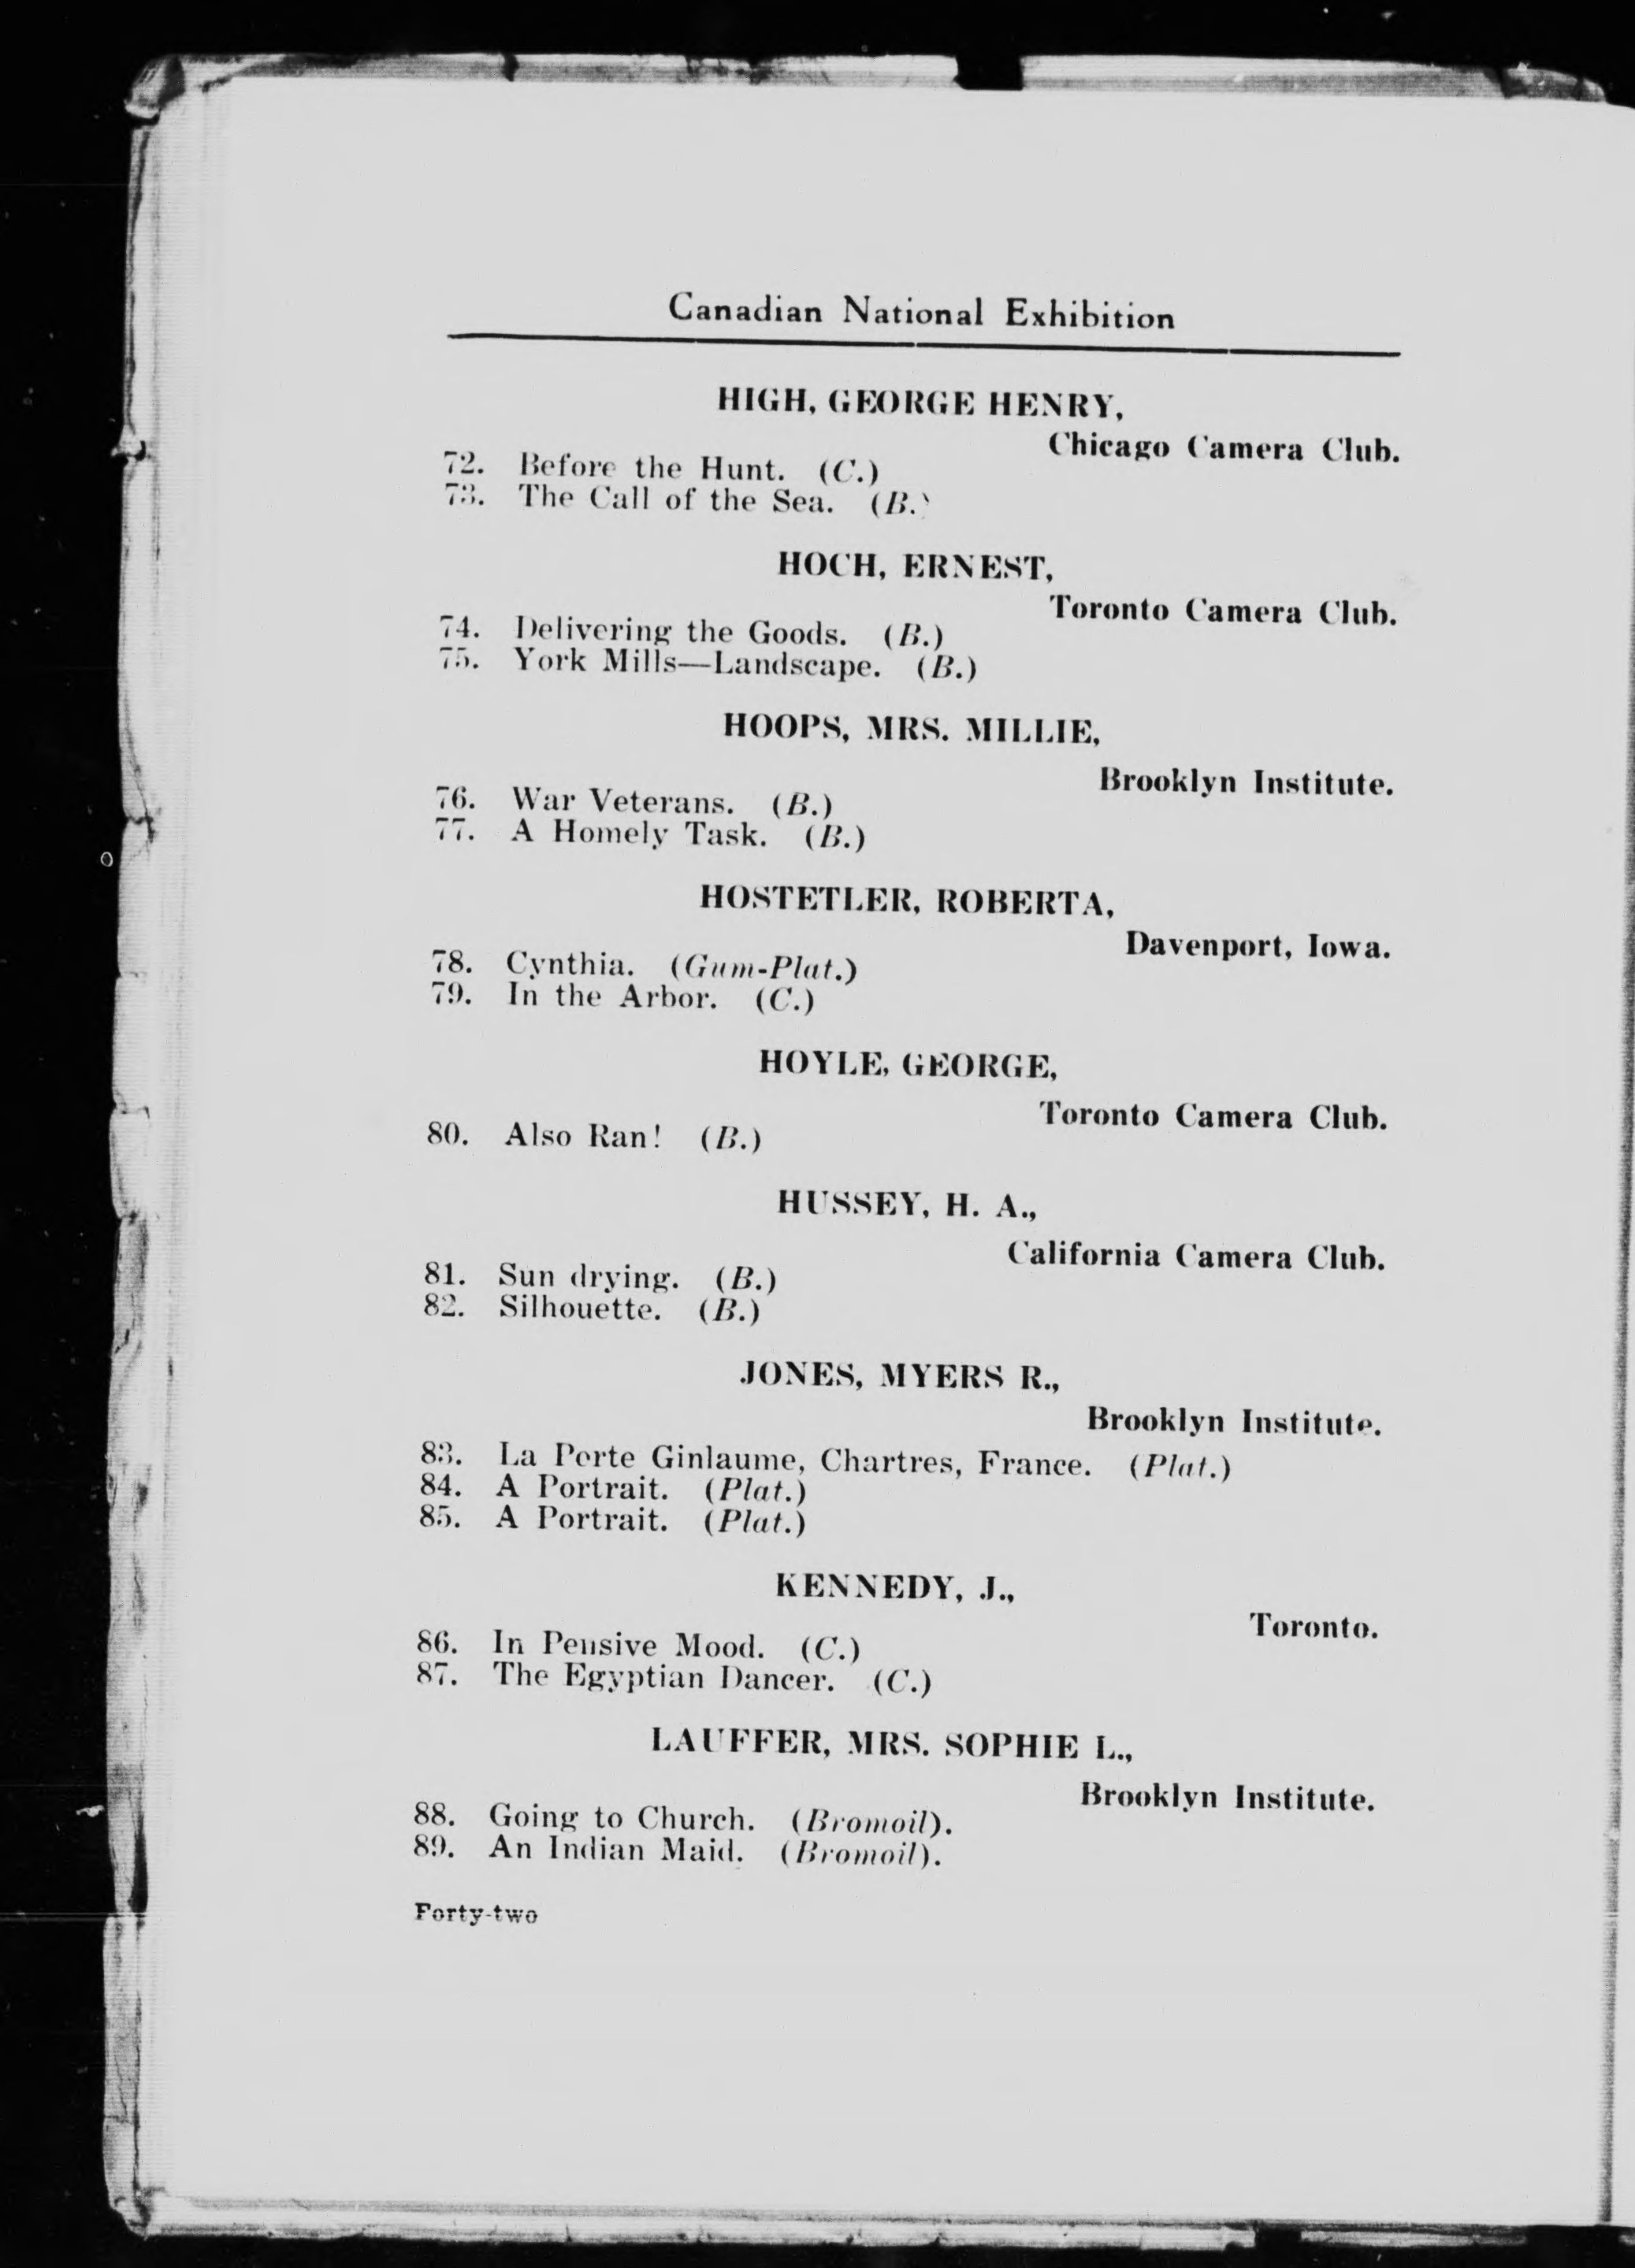 Canadian National Exhibition
HIGH, GEORGE HENRY,
Chicago Camera Club.
72. Before the Hunt. (C.)
73. The Call of the Sea. (B.)
HOCH, ERNEST,
Toronto Camera Club.
74. Delivering the Goods. (B.)
75. York Mills—Landscape. (B.)
HOOPS, MRS. MILLIE,
Brooklyn Institute.
76. War Veterans. (B.)
77. A Homely Task. (B.)
HOSTETLER, ROBERTA,
Davenport, Iowa.
78. Cynthia. (Gum-Plat.)
79. In the Arbor. (C.)
HOYLE, GEORGE,
Toronto Camera Club.
80. Also Ran! (B.)
HUSSEY, H. A.,
California Camera Club.
81. Sun drying. (B.)
82. Silhouette. (B.)
JONES, MYERS R.,
Brooklyn Institute.
83. La Porte Ginlaume, Chartres, France. (Plat.)
84. A Portrait. (Plat.)
85. A Portrait. (Plat.)
KENNEDY, J.,
Toronto.
86. In Pensive Mood. (C.)
87. The Egyptian Dancer. (C.)
LAUFFER, MRS. SOPHIE L.,
Brooklyn Institute.
88. Going to Church. (Bromoil).
89. An Indian Maid. (Bromoil).
Forty-two